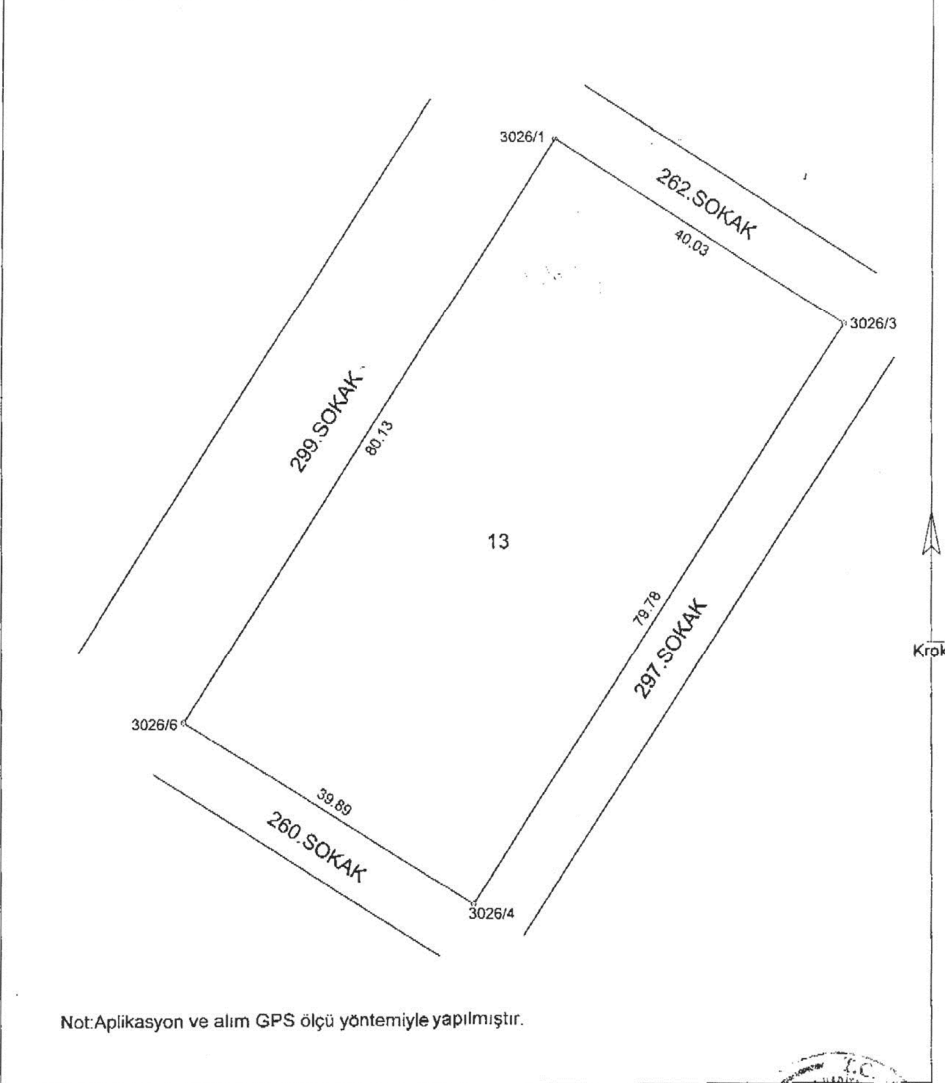 3026/1
262.SOKAK
40.03
3026/3
299.SOKAK
80.13
13
79.78
297.SOKAK
Krok
3026/6
39.89
260.SOKAK
3026/4
Not:Aplikasyon ve alım GPS ölçü yöntemiyle yapılmıştır.
T.C.